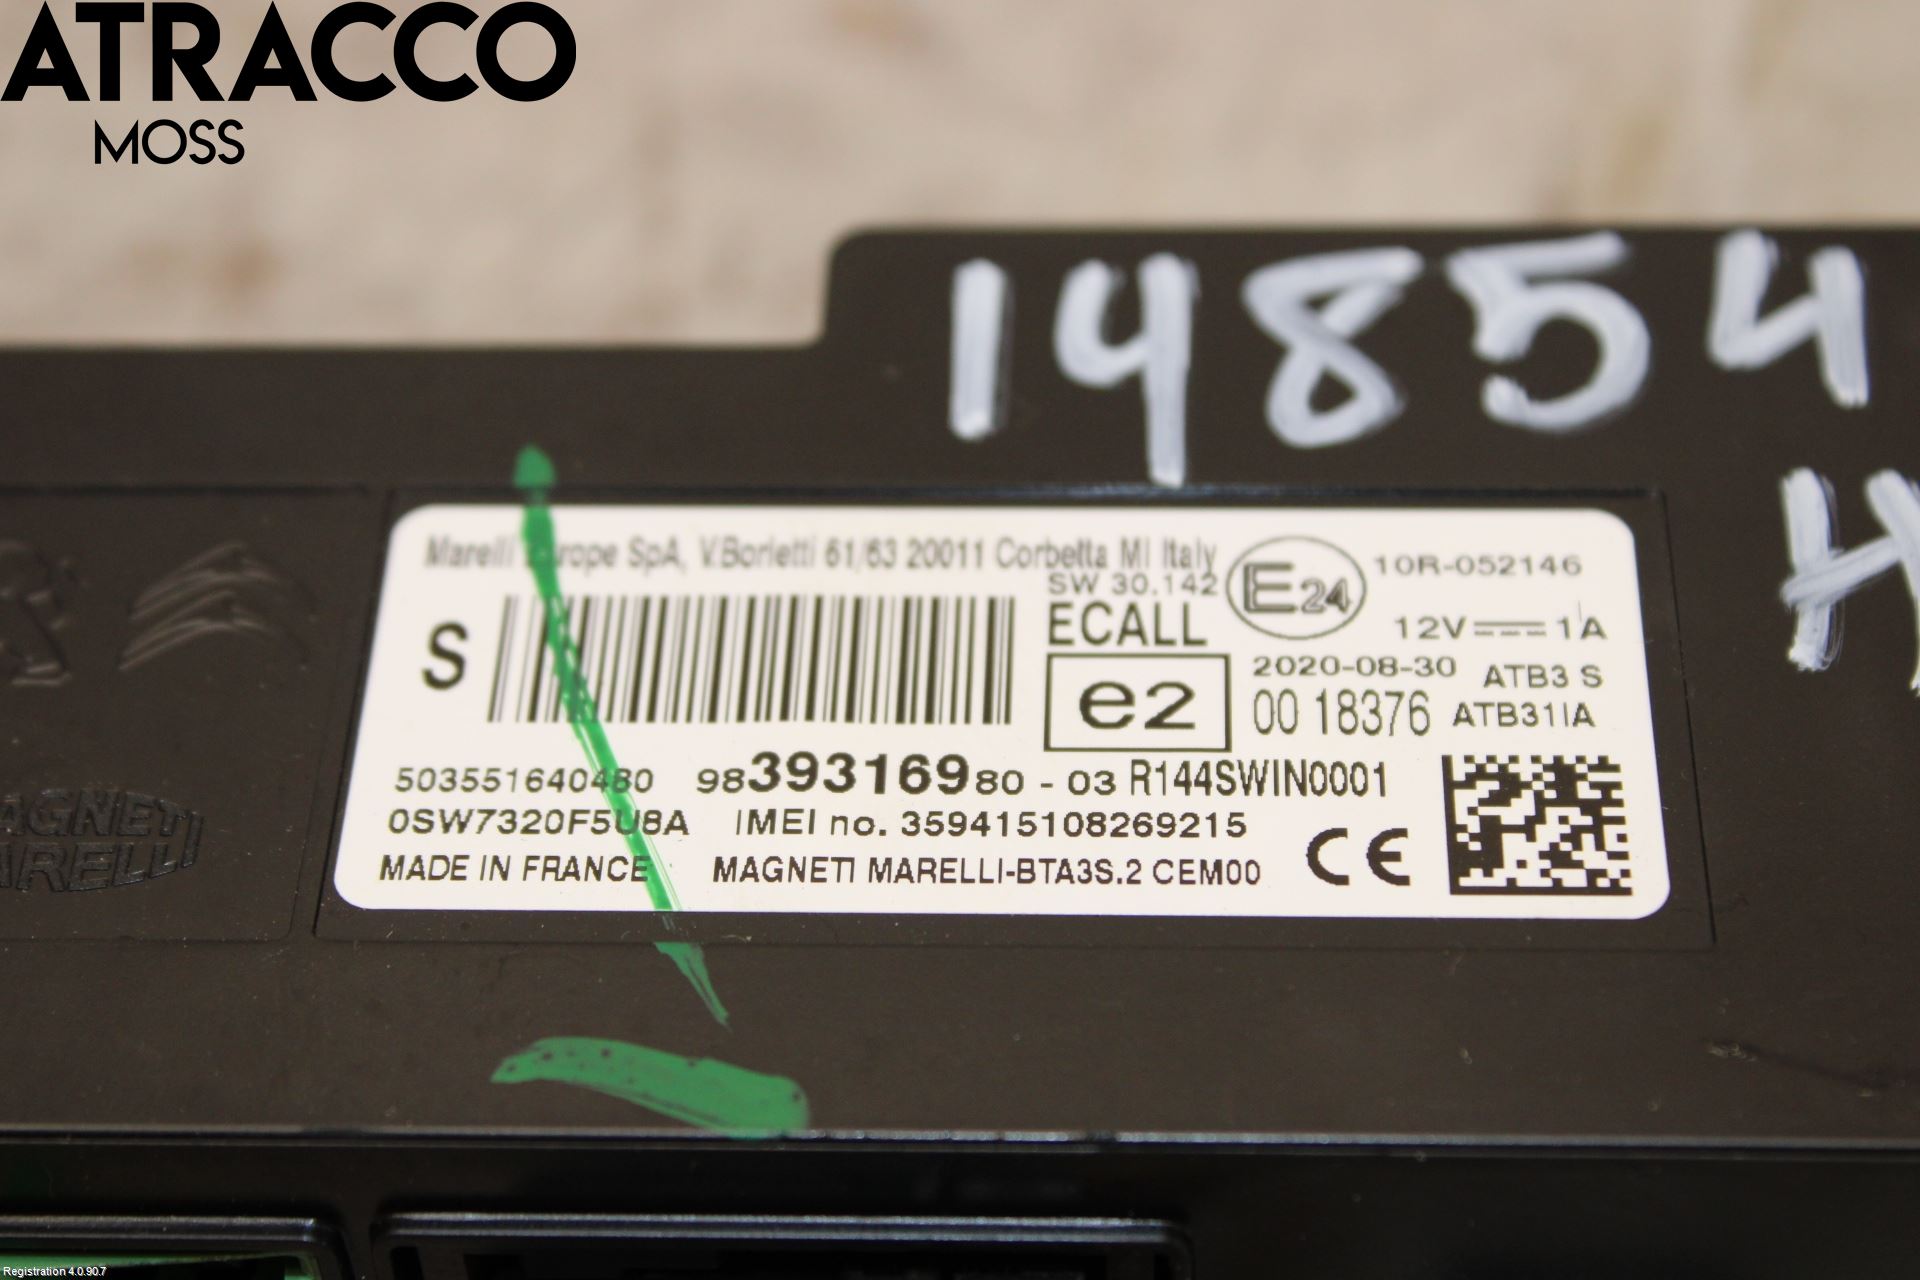 ATRACCO
MOSS
14854
H
Marelli Europe SpA, V.Borletti 61/63 20011 Corbetta MI Italy
SW 30.142
ECALL
S
E24
10R-052146
12V 1A
e2
2020-08-30 ATB3 S
00 18376 ATB31IA
503551640480 9839316980 - 03 R144SWIN0001
0SW7320F5U8A IMEI no. 359415108269215
MADE IN FRANCE MAGNETI MARELLI-BTA3S.2 CEM00
CE
MAGNETI
MARELLI
Registration 4.0.90.7